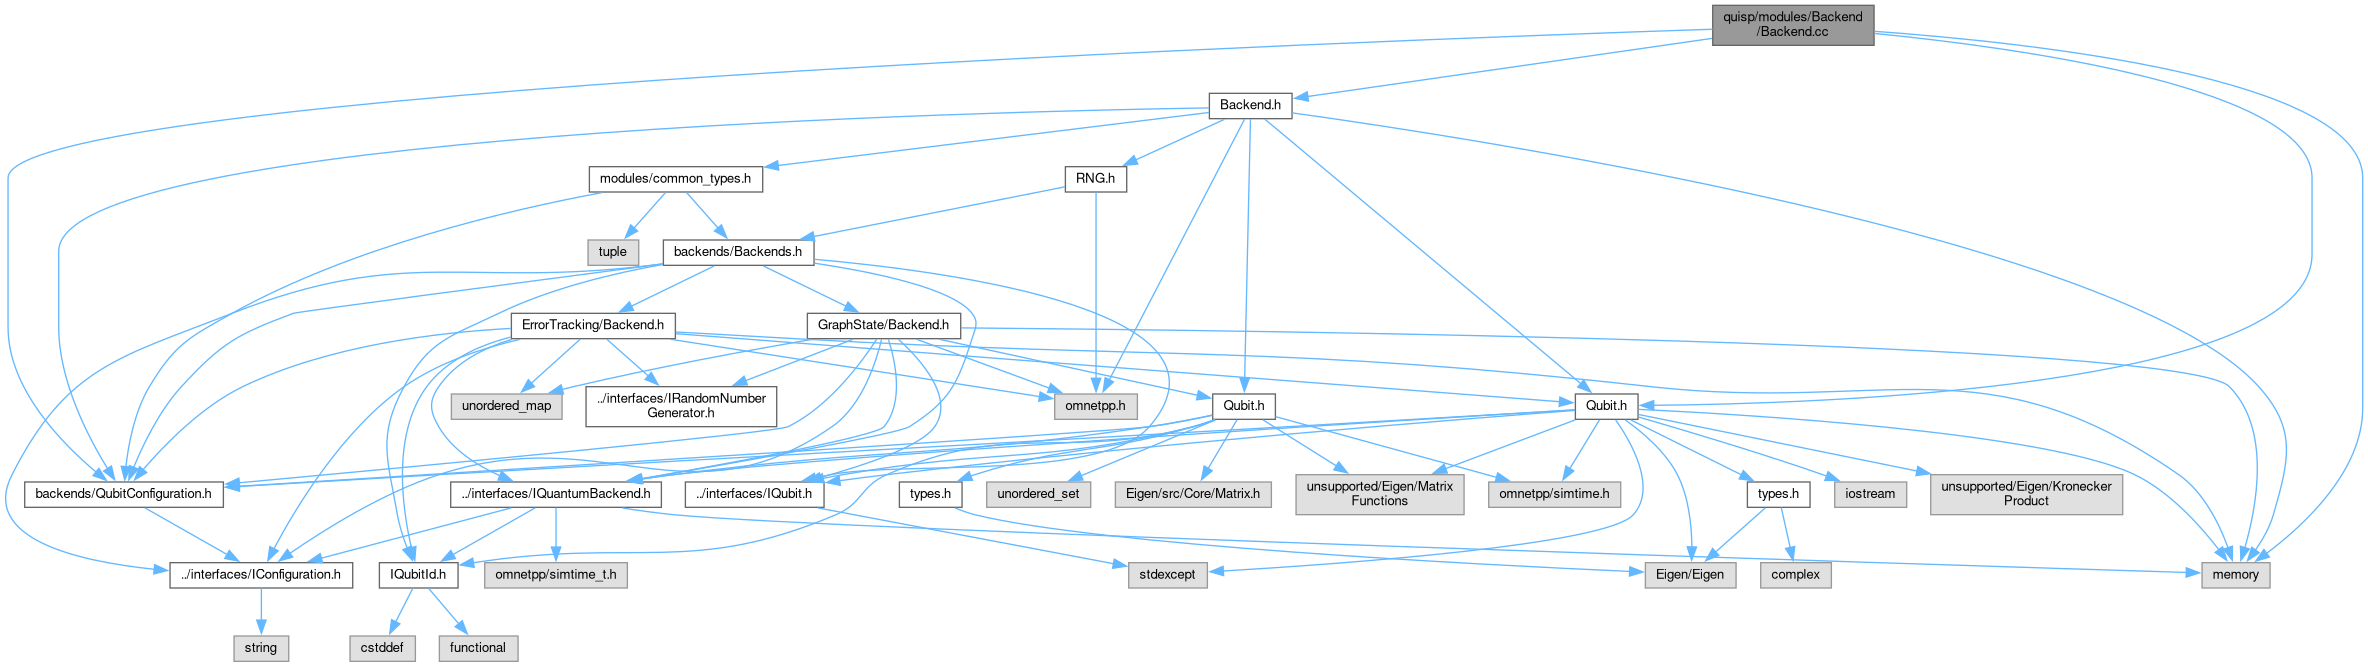 quisp/modules/Backend
/Backend.cc
Backend.h
modules/common_types.h
RNG.h
tuple
backends/Backends.h
ErrorTracking/Backend.h
GraphState/Backend.h
unordered_map
../interfaces/IRandomNumber
Generator.h
omnetpp.h
Qubit.h
Qubit.h
backends/QubitConfiguration.h
../interfaces/IQuantumBackend.h
../interfaces/IQubit.h
types.h
unordered_set
Eigen/src/Core/Matrix.h
unsupported/Eigen/Matrix
Functions
omnetpp/simtime.h
types.h
iostream
unsupported/Eigen/Kronecker
Product
../interfaces/IConfiguration.h
IQubitId.h
omnetpp/simtime_t.h
stdexcept
Eigen/Eigen
complex
memory
string
cstddef
functional